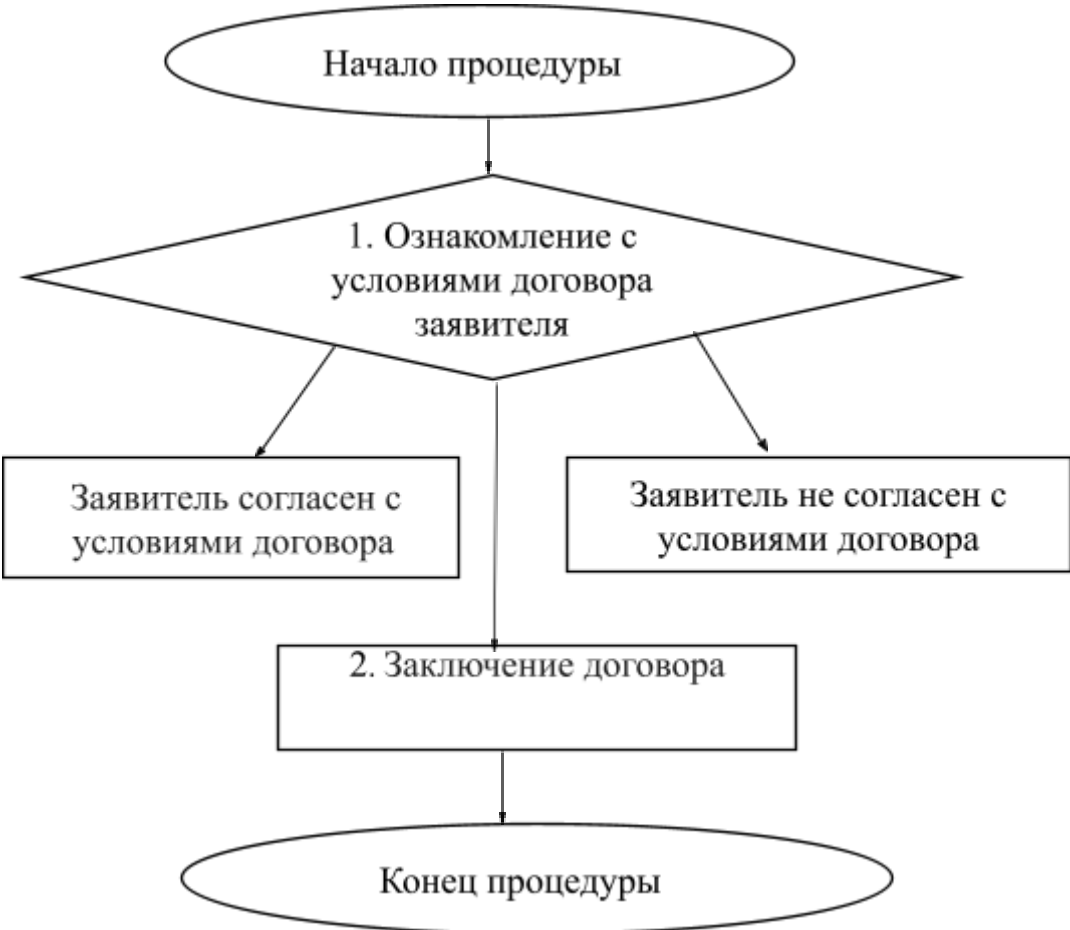 Начало процедуры
1. Ознакомление с
условиями договора
заявителя
Заявитель согласен с
условиями договора
Заявитель не согласен с
условиями договора
2. Заключение договора
Конец процедуры